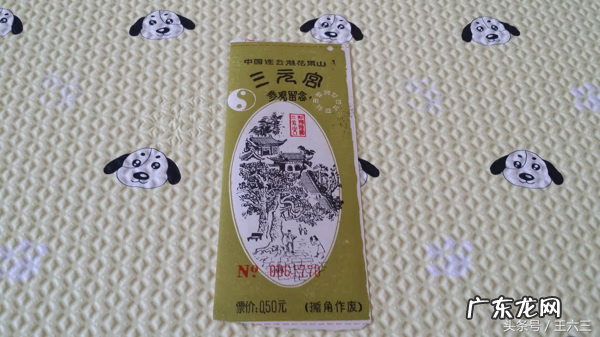 中国连云港花果山
三元宫
参观留念
Nº 0001770
票价:0.50元
(撕角作废)
广东龙网
头条号／王六三